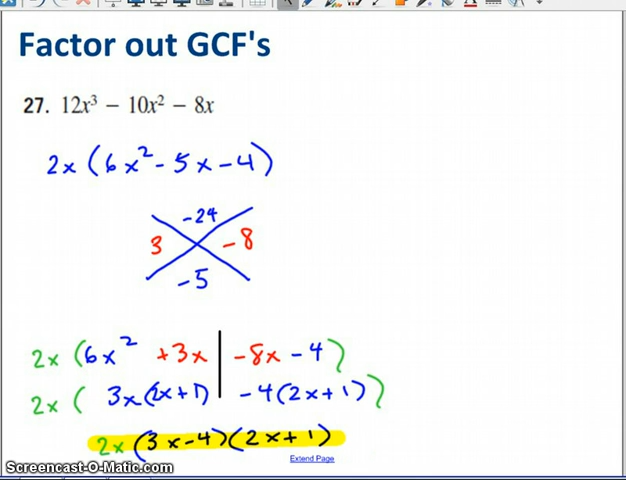 Factor out GCF's
27. 12x³ − 10x² − 8x
2x (6x² - 5x - 4)
-24
3 -8
-5
2x (6x² +3x | -8x - 4)
2x ( 3x(2x+1) | -4(2x+1))
2x (3x-4)(2x+1)
Extend Page
Screencast-O-Matic.com